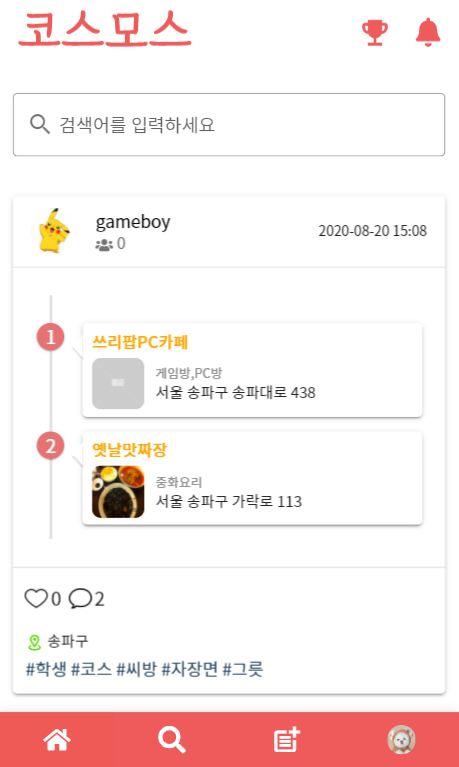 코스모스
검색어를 입력하세요
gameboy
0
2020-08-20 15:08
1
쓰리팝PC카페
게임방,PC방
서울 송파구 송파대로 438
2
옛날맛짜장
중화요리
서울 송파구 가락로 113
0 2
송파구
#학생 #코스 #씨방 #자장면 #그릇